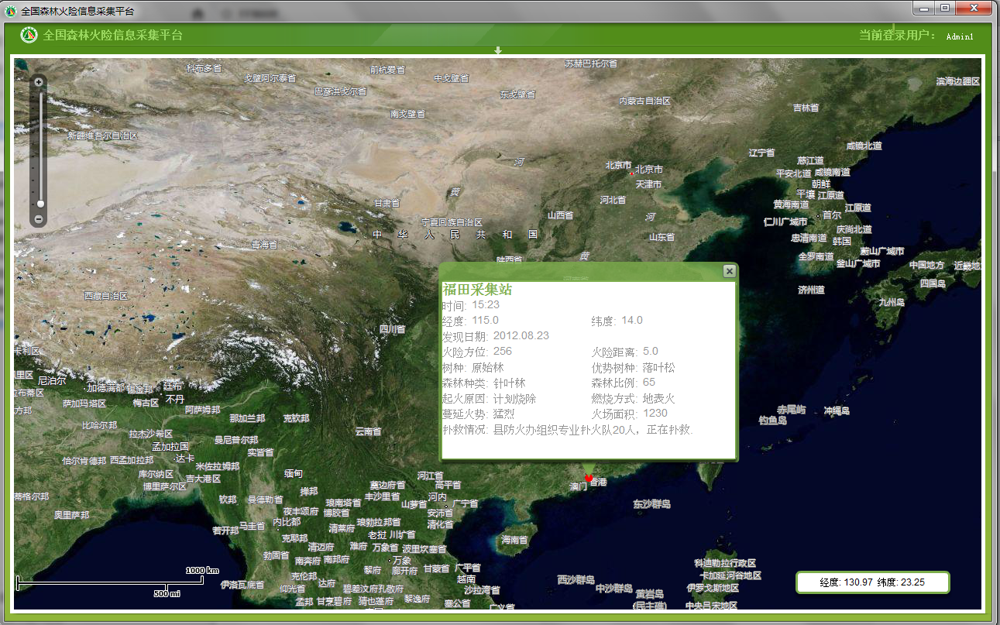 全国森林火险信息采集平台
全国森林火险信息采集平台
当前登录用户： Admin1
科布多省
戈壁阿尔泰省
前杭爱省
中戈壁省
苏赫巴托尔省
滨海边疆区
巴彦洪戈尔省
东戈壁省
内蒙古自治区
吉林省
南戈壁省
新疆维吾尔自治区
咸镜北道
辽宁省
慈江道
河
北京市
北京市
平安北道
咸镜南道
天津市
朝鲜
黄
平壤
江原道
甘肃省
河北省
黄海南道
江原道
山西省
河
首尔
宁夏回族自治区
仁川广域市
庆尚北道
中 华 人 民 共 和 国
山东省
忠清南道
韩国
青海省
黄
全罗南道
蔚山广域市
陕西省
釜山广域市
中国地方
近畿地
四国岛
济州道
西藏自治区
九州岛
福田采集站
时间: 15:23
经度: 115.0 纬度: 14.0
发现日期: 2012.08.23
火险方位: 256 火险距离: 5.0
树种: 原始林 优势树种: 落叶松
森林种类: 针叶林 森林比例: 65
起火原因: 计划烧除 燃烧方式: 地表火
蔓延火势: 猛烈 火场面积: 1230
扑救情况: 县防火办组织专业扑火队20人，正在扑救.
四川省
卡利区
里区
尼泊尔
加德满都
锡金邦
廷布
拉布蒂区
萨加玛塔区
梅古区
不丹
方邦
阿萨姆邦
那加兰邦
克钦邦
赤尾屿
冲绳岛
钓鱼岛
比哈尔邦
拉杰沙希区
云南省
孟加拉国
曼尼普尔邦
达卡
实皆省
恰尔肯德邦
西孟加拉邦
米佐拉姆邦
库尔纳区
吉大港区
缅甸
博里萨尔区
河江省
香港
澳门
莫边府省
高平省
蒂格尔邦
掸邦
丰沙里省
河内
钦邦
曼德勒省
琅南塔省
山萝省
广宁省
东沙群岛
奥里萨邦
夜丰颂府
博胶省
安沛省
内比都
琅勃拉邦省
清化省
马圭省
清莱府
若开邦
克耶邦
老挝
川圹省
海南省
清迈府
难府
万象省
波里坎塞省
勃固省
南奔府
南邦府
万象
科迪勒拉行政区
黎府
廊开府
甘蒙省
广平省
1000 km
克伦邦
越南
卡加延河谷地区
伊洛瓦底省
达府
西沙群岛
仰光省
碧差汶府
孔敬府
沙拉湾省
中沙群岛
伊罗戈斯地区
500 mi
黄岩岛
孟邦
甘烹碧府
猜也蓬府
黎逸府
塞公省
(民主礁)
中央吕宋地区
广义省
经度: 130.97 纬度: 23.25